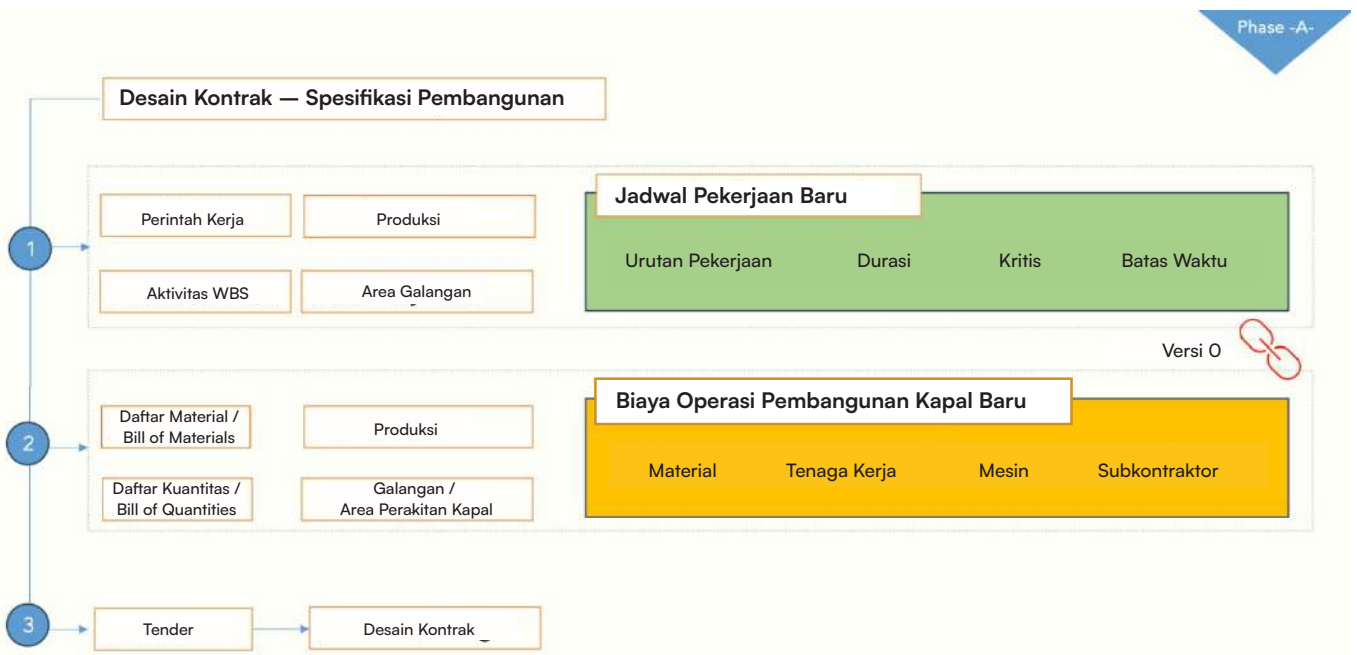 Phase -A-
Desain Kontrak — Spesifikasi Pembangunan
1
Perintah Kerja
Produksi
Aktivitas WBS
Area Galangan
Jadwal Pekerjaan Baru
Urutan Pekerjaan
Durasi
Kritis
Batas Waktu
Versi 0
2
Daftar Material /
Bill of Materials
Produksi
Daftar Kuantitas /
Bill of Quantities
Galangan /
Area Perakitan Kapal
Biaya Operasi Pembangunan Kapal Baru
Material
Tenaga Kerja
Mesin
Subkontraktor
3
Tender
Desain Kontrak